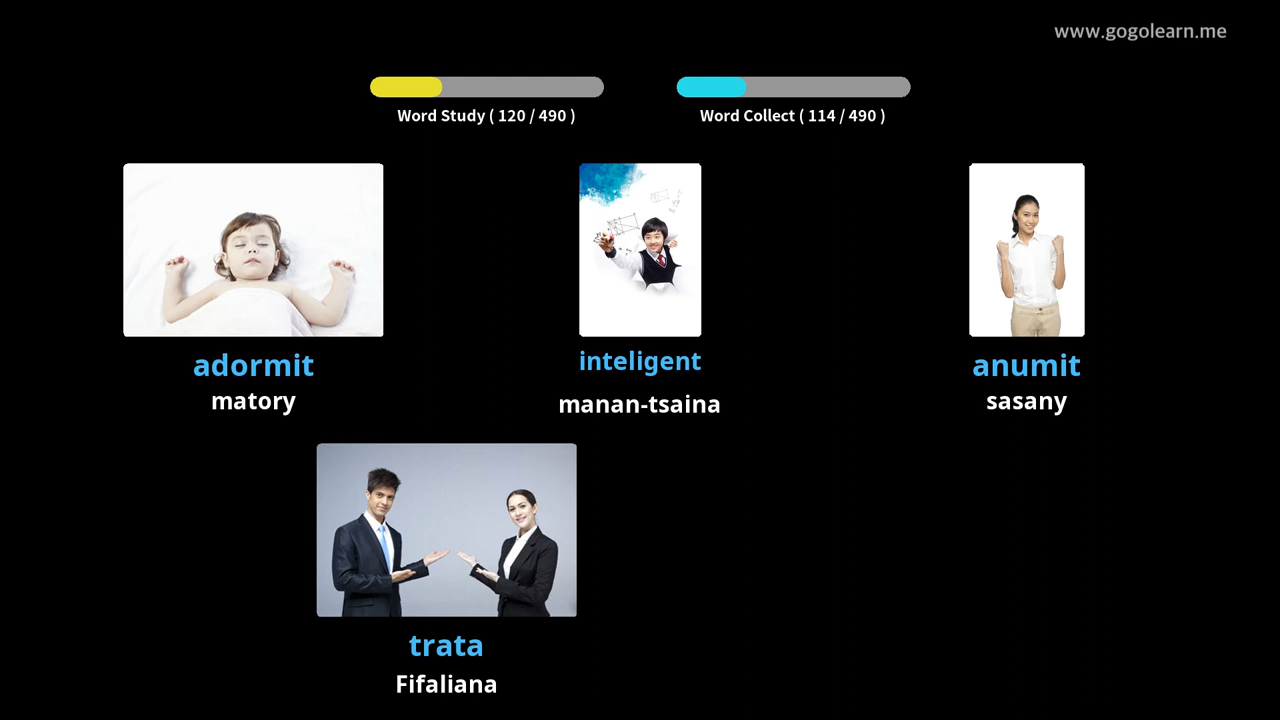 www.gogolearn.me
Word Study ( 120 / 490 )
Word Collect ( 114 / 490 )
adormit
matory
inteligent
manan-tsaina
anumit
sasany
trata
Fifaliana